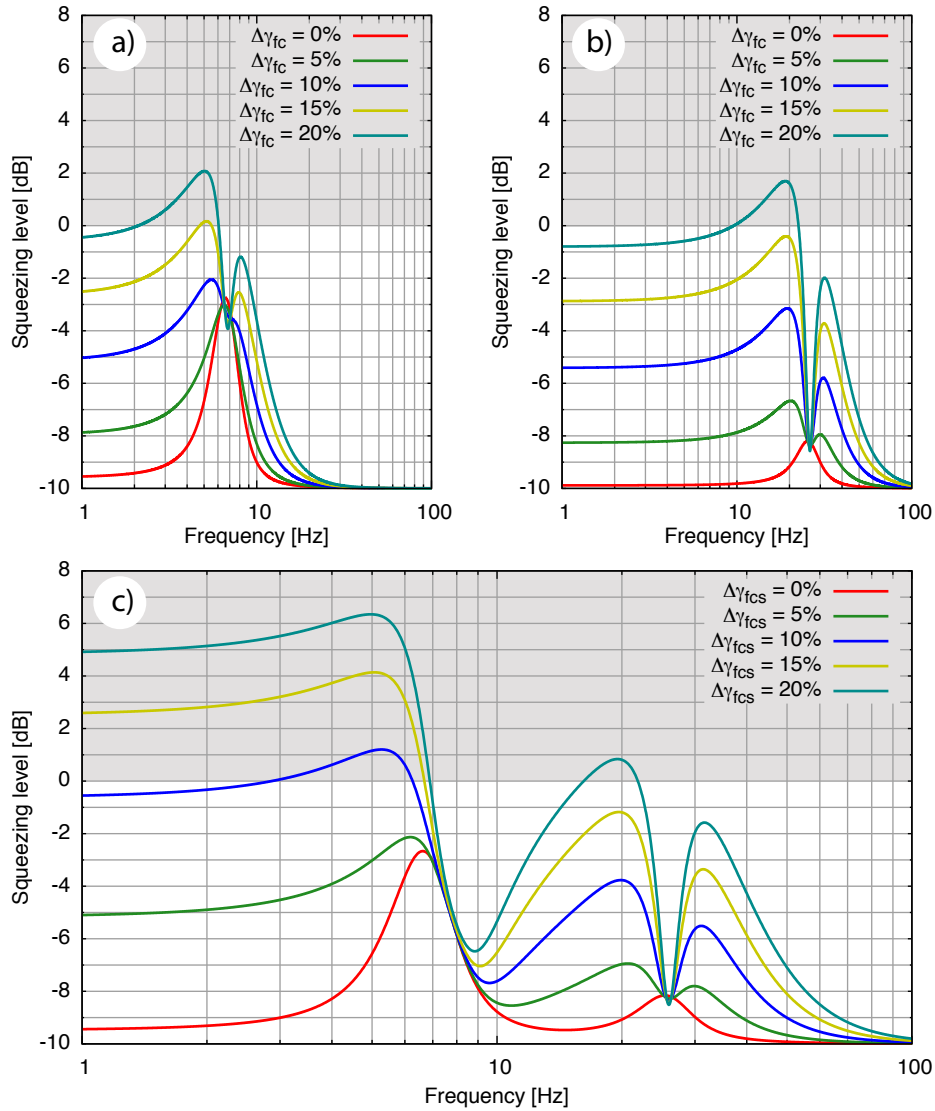 a)
Δγfc = 0%
Δγfc = 5%
Δγfc = 10%
Δγfc = 15%
Δγfc = 20%
8
6
4
2
0
-2
-4
-6
-8
-10
Squeezing level [dB]
1 10 100
Frequency [Hz]
b)
Δγfc = 0%
Δγfc = 5%
Δγfc = 10%
Δγfc = 15%
Δγfc = 20%
8
6
4
2
0
-2
-4
-6
-8
-10
Squeezing level [dB]
1 10 100
Frequency [Hz]
c)
Δγfcs = 0%
Δγfcs = 5%
Δγfcs = 10%
Δγfcs = 15%
Δγfcs = 20%
8
6
4
2
0
-2
-4
-6
-8
-10
Squeezing level [dB]
1 10 100
Frequency [Hz]